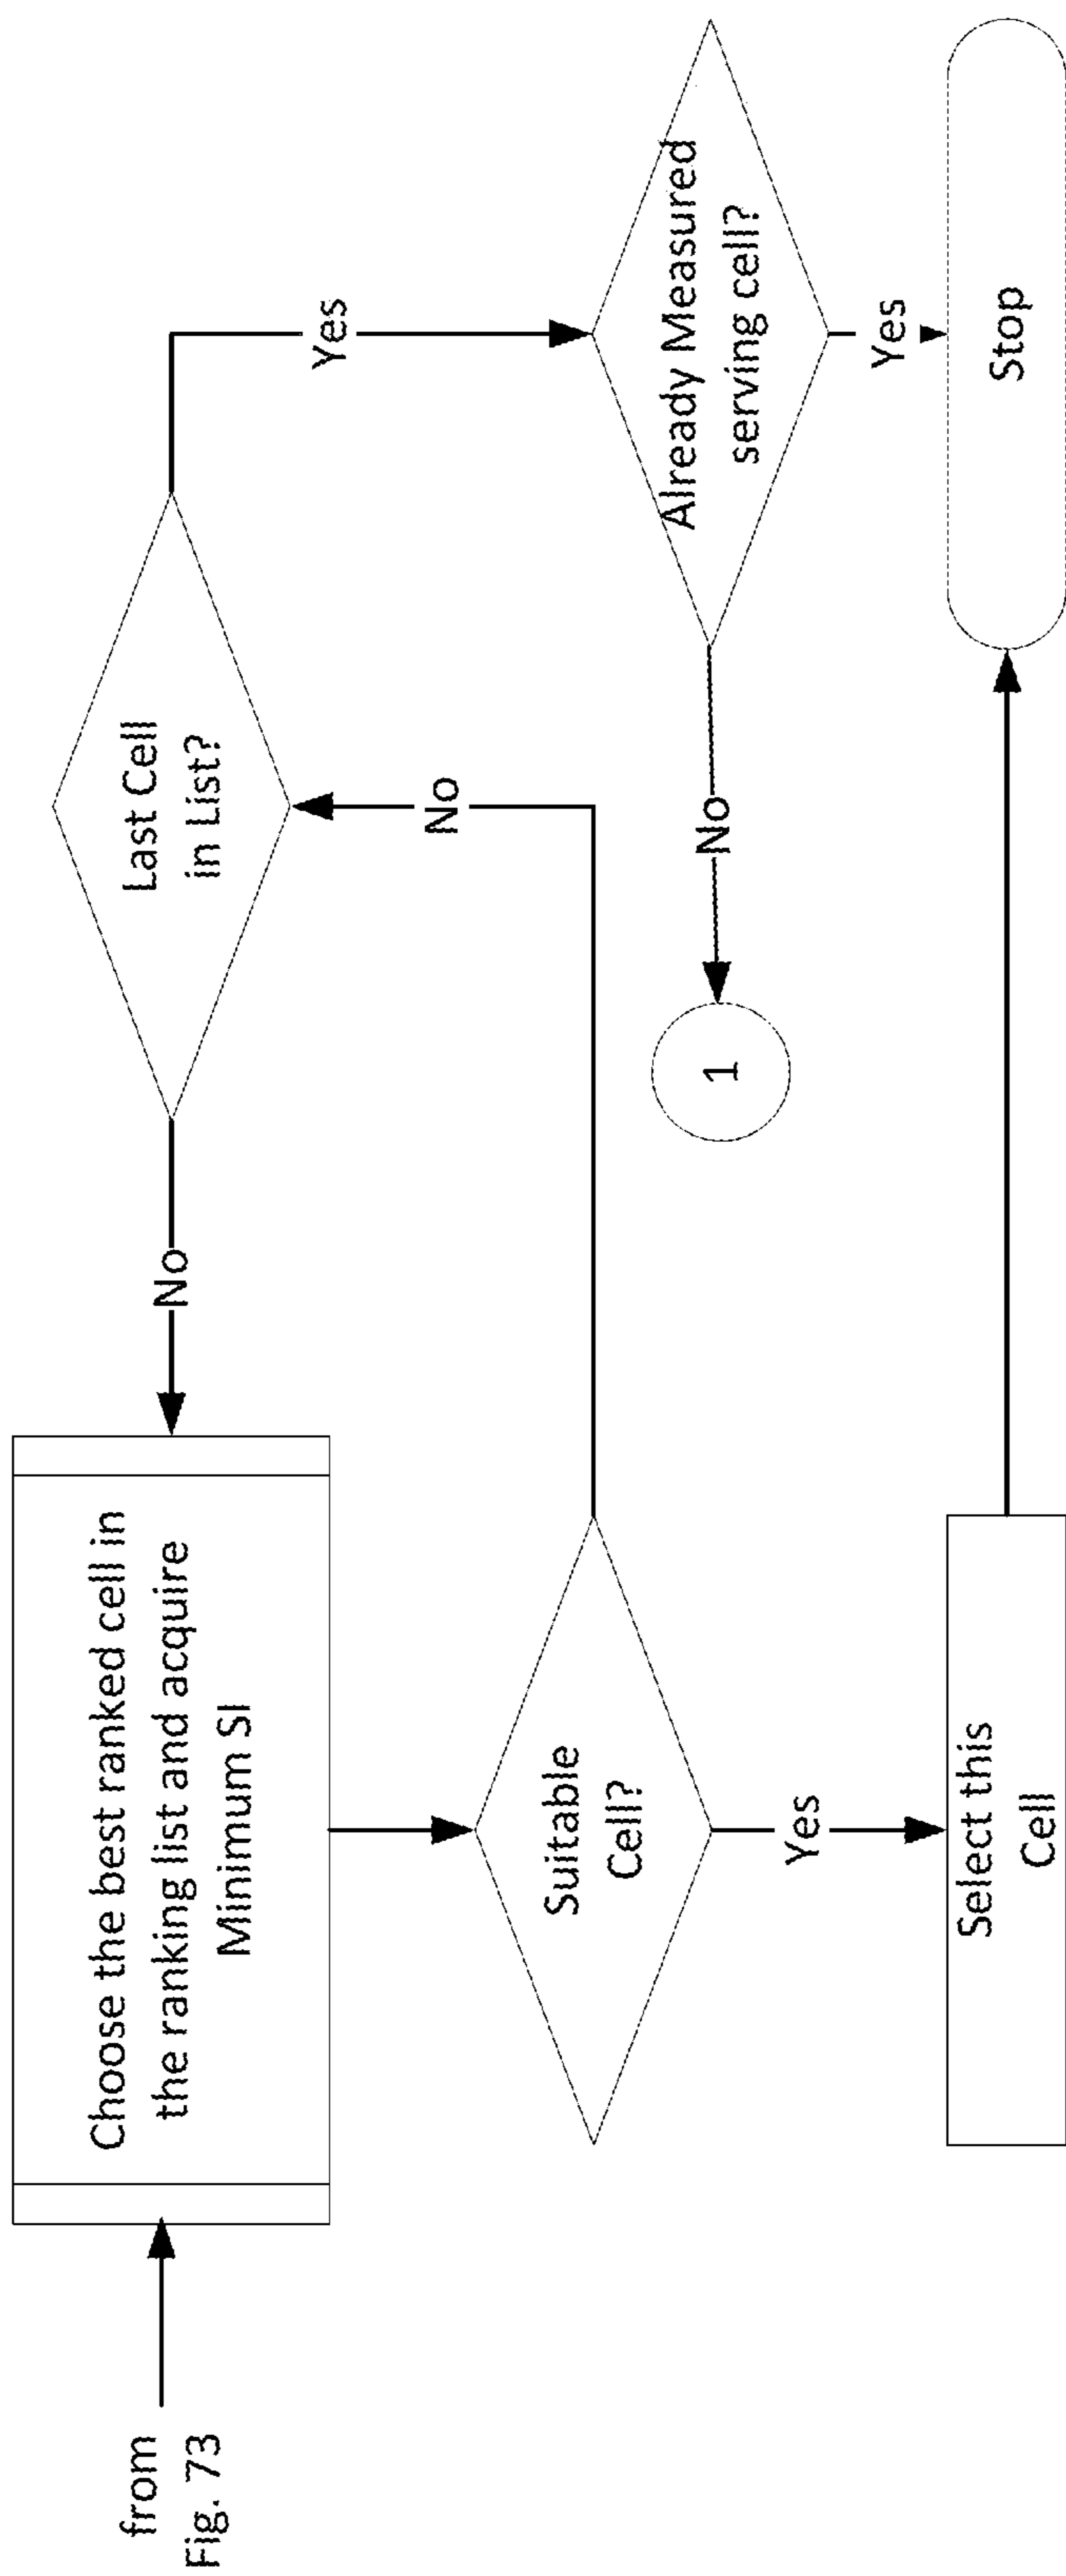 from
Fig. 73
Choose the best ranked cell in
the ranking list and acquire
Minimum SI
No
Last Cell
in List?
Yes
Suitable
Cell?
No
Yes
Select this
Cell
1
No
Already Measured
serving cell?
Yes
Stop